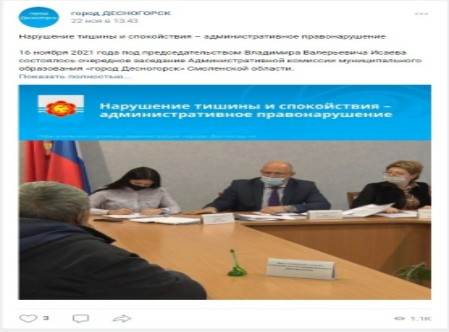 город ДЕСНОГОРСК
22 ноя в 13:43
город
Десногорск
Нарушение тишины и спокойствия – административное правонарушение
16 ноября 2021 года под председательством Владимира Валерьевича Исаева
состоялось очередное заседание Административной комиссии муниципального
образования «город Десногорск» Смоленской области.
Показать полностью...
Нарушение тишины и спокойствия –
административное правонарушение
3
1.1K